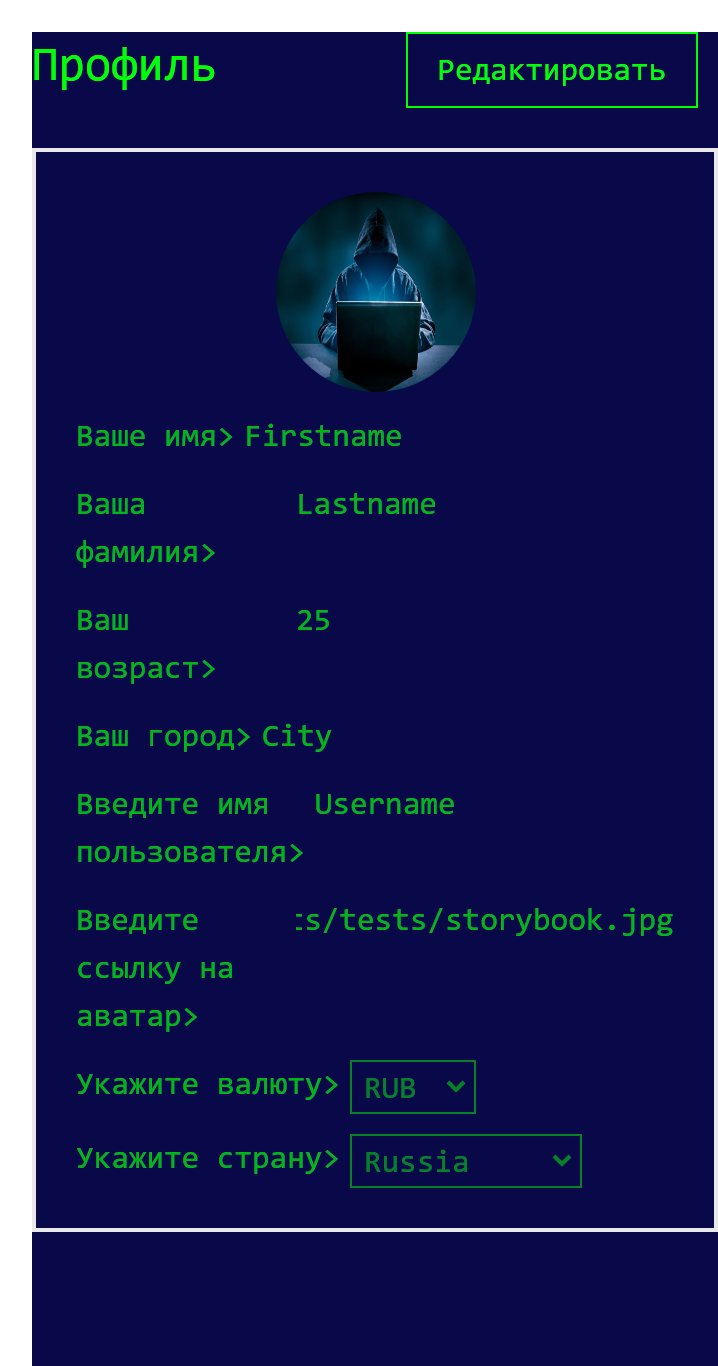 Профиль
Редактировать
Ваше имя> Firstname
Ваша Lastname
фамилия>
Ваш 25
возраст>
Ваш город> City
Введите имя Username
пользователя>
Введите s/tests/storybook.jpg
ссылку на
аватар>
Укажите валюту> RUB
Укажите страну> Russia